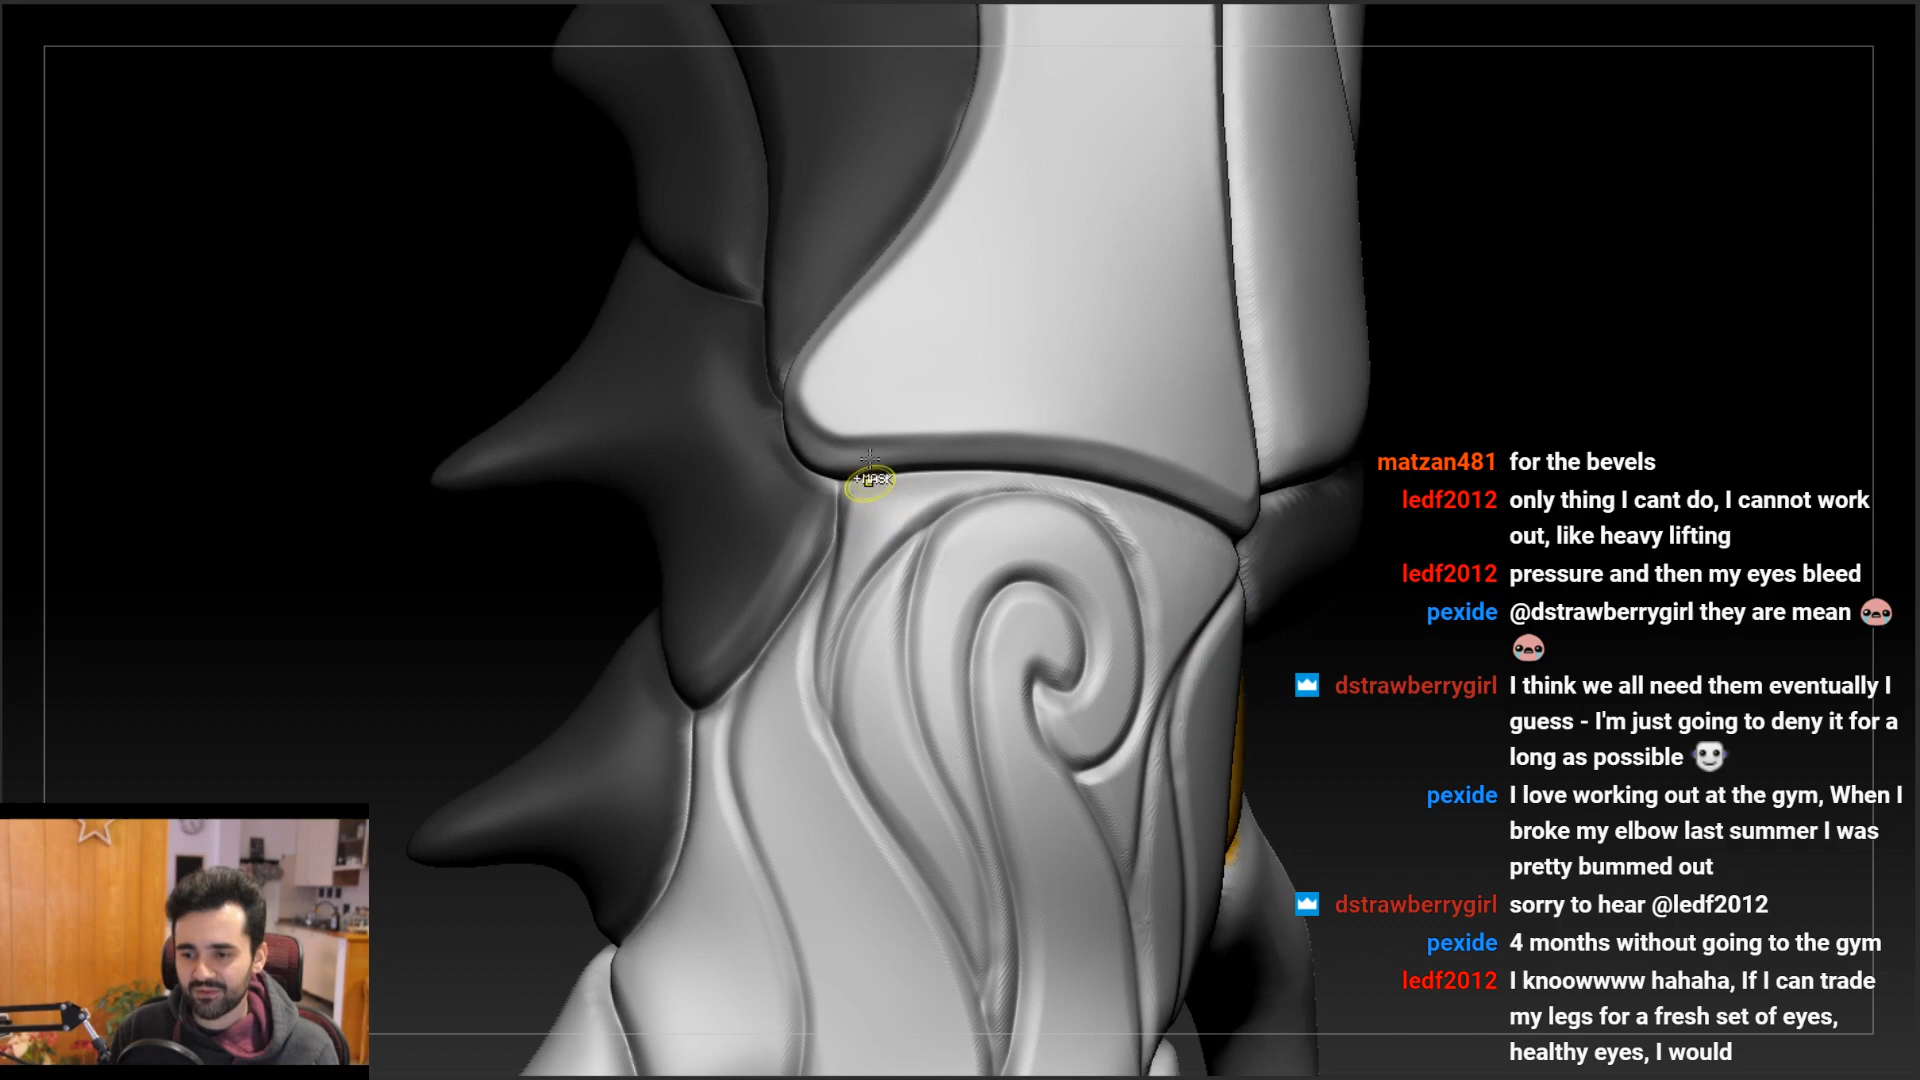 +MASK
matzan481 for the bevels
ledf2012 only thing I cant do, I cannot work
out, like heavy lifting
ledf2012 pressure and then my eyes bleed
pexide @dstrawberrygirl they are mean
dstrawberrygirl I think we all need them eventually I
guess - I'm just going to deny it for a
long as possible
pexide I love working out at the gym, When I
broke my elbow last summer I was
pretty bummed out
dstrawberrygirl sorry to hear @ledf2012
pexide 4 months without going to the gym
ledf2012 I knoowwww hahaha, If I can trade
my legs for a fresh set of eyes,
healthy eyes, I would